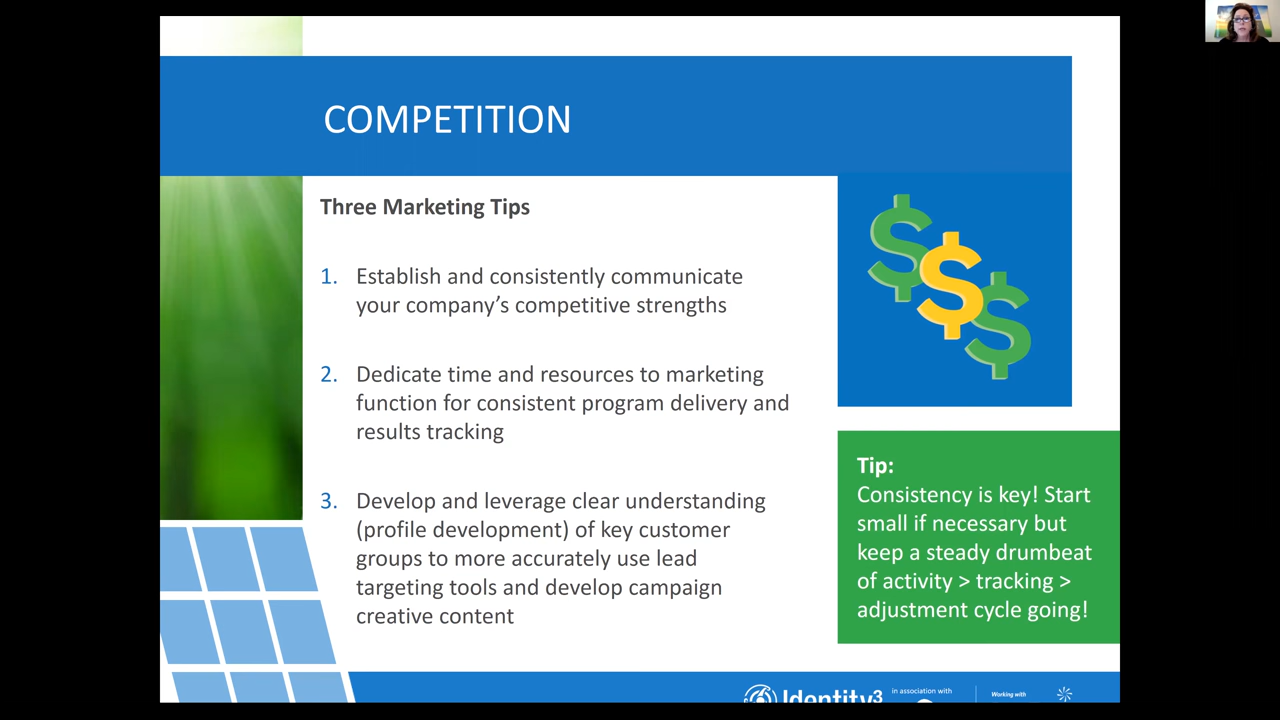 COMPETITION
Three Marketing Tips
1. Establish and consistently communicate
your company's competitive strengths
2. Dedicate time and resources to marketing
function for consistent program delivery and
results tracking
3. Develop and leverage clear understanding
(profile development) of key customer
groups to more accurately use lead
targeting tools and develop campaign
creative content
Tip:
Consistency is key! Start
small if necessary but
keep a steady drumbeat
of activity > tracking >
adjustment cycle going!
Identity3
in association with
Working with